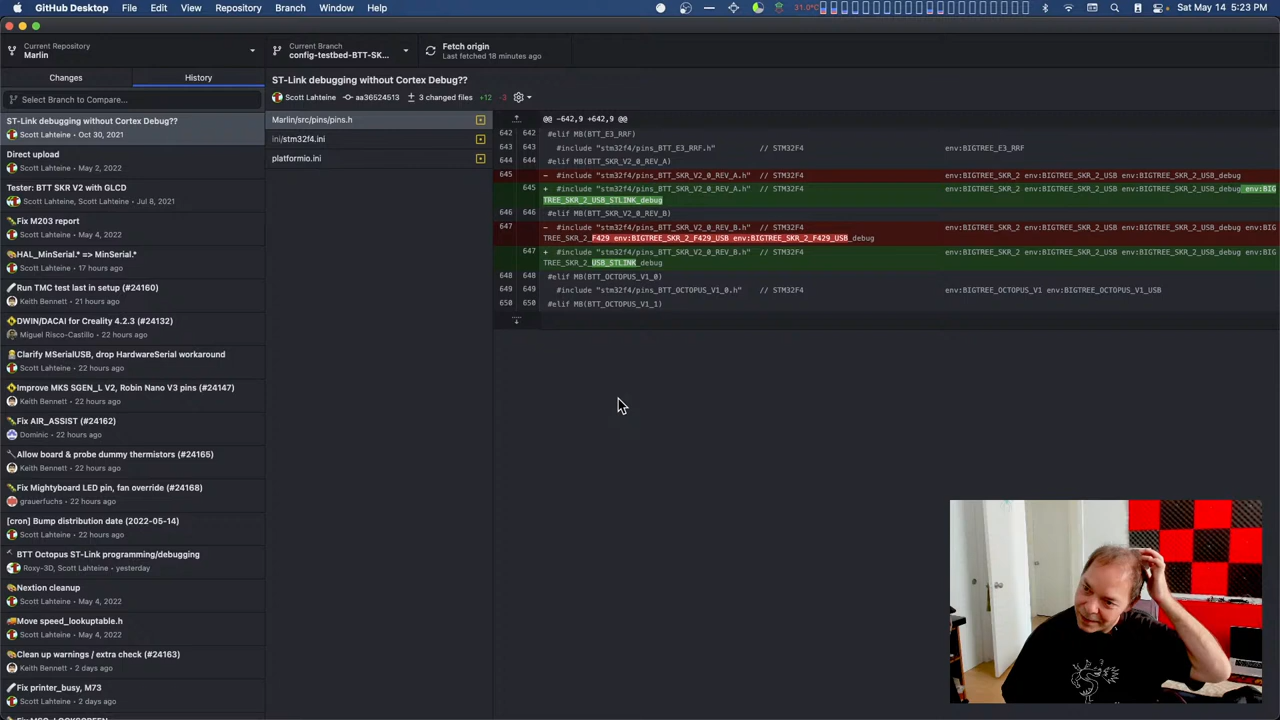 GitHub Desktop File Edit View Repository Branch Window Help 31.0°C Sat May 14 5:23 PM
Current Repository
Marlin
Current Branch
config-testbed-BTT-SK...
Fetch origin
Last fetched 18 minutes ago
Changes History
Select Branch to Compare...
ST-Link debugging without Cortex Debug??
Scott Lahteine • Oct 30, 2021
Direct upload
Scott Lahteine • May 2, 2022
Tester: BTT SKR V2 with GLCD
Scott Lahteine, Scott Lahteine • Jul 8, 2021
Fix M203 report
Scott Lahteine • May 4, 2022
HAL_MinSerial.* => MinSerial.*
Scott Lahteine • 17 hours ago
Run TMC test last in setup (#24160)
Keith Bennett • 21 hours ago
DWIN/DACAI for Creality 4.2.3 (#24132)
Miguel Risco-Castillo • 22 hours ago
Clarify MSerialUSB, drop HardwareSerial workaround
Scott Lahteine • 22 hours ago
Improve MKS SGEN_L V2, Robin Nano V3 pins (#24147)
Keith Bennett • 22 hours ago
Fix AIR_ASSIST (#24162)
Dominic • 22 hours ago
Allow board & probe dummy thermistors (#24165)
Keith Bennett • 22 hours ago
Fix Mightyboard LED pin, fan override (#24168)
grauerfuchs • 22 hours ago
[cron] Bump distribution date (2022-05-14)
Scott Lahteine • 22 hours ago
BTT Octopus ST-Link programming/debugging
Roxy-3D, Scott Lahteine • yesterday
Nextion cleanup
Scott Lahteine • May 4, 2022
Move speed_lookuptable.h
Scott Lahteine • May 4, 2022
Clean up warnings / extra check (#24163)
Keith Bennett • 2 days ago
Fix printer_busy, M73
Scott Lahteine • 2 days ago
ST-Link debugging without Cortex Debug??
Scott Lahteine aa36524513 3 changed files +12 -3
Marlin/src/pins/pins.h
ini/stm32f4.ini
platformio.ini
@@ -642,9 +642,9 @@
642 642 #elif MB(BTT_E3_RRF)
643 643 #include "stm32f4/pins_BTT_E3_RRF.h" // STM32F4 env:BIGTREE_E3_RRF
644 644 #elif MB(BTT_SKR_V2_0_REV_A)
645 - #include "stm32f4/pins_BTT_SKR_V2_0_REV_A.h" // STM32F4 env:BIGTREE_SKR_2 env:BIGTREE_SKR_2_USB env:BIGTREE_SKR_2_USB_debug
645 + #include "stm32f4/pins_BTT_SKR_V2_0_REV_A.h" // STM32F4 env:BIGTREE_SKR_2 env:BIGTREE_SKR_2_USB env:BIGTREE_SKR_2_USB_debug env:BIG
TREE_SKR_2_USB_STLINK_debug
646 646 #elif MB(BTT_SKR_V2_0_REV_B)
647 - #include "stm32f4/pins_BTT_SKR_V2_0_REV_B.h" // STM32F4 env:BIGTREE_SKR_2 env:BIGTREE_SKR_2_USB env:BIGTREE_SKR_2_USB_debug env:BIG
TREE_SKR_2_F429 env:BIGTREE_SKR_2_F429_USB env:BIGTREE_SKR_2_F429_USB_debug
647 + #include "stm32f4/pins_BTT_SKR_V2_0_REV_B.h" // STM32F4 env:BIGTREE_SKR_2 env:BIGTREE_SKR_2_USB env:BIGTREE_SKR_2_USB_debug env:BIG
TREE_SKR_2_USB_STLINK_debug
648 648 #elif MB(BTT_OCTOPUS_V1_0)
649 649 #include "stm32f4/pins_BTT_OCTOPUS_V1_0.h" // STM32F4 env:BIGTREE_OCTOPUS_V1 env:BIGTREE_OCTOPUS_V1_USB
650 650 #elif MB(BTT_OCTOPUS_V1_1)